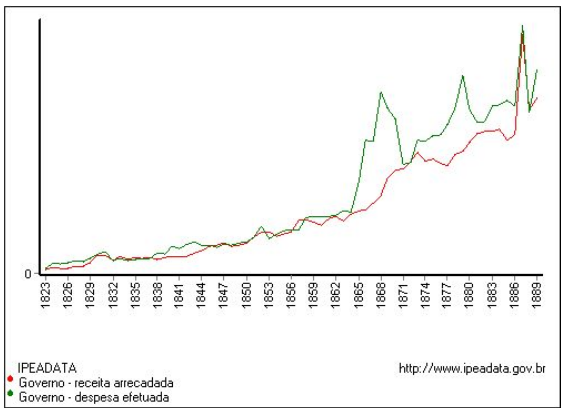 0
1823 1826 1829 1832 1835 1838 1841 1844 1847 1850 1853 1856 1859 1862 1865 1868 1871 1874 1877 1880 1883 1886 1889
IPEADATA http://www.ipeadata.gov.br
Governo - receita arrecadada
Governo - despesa efetuada